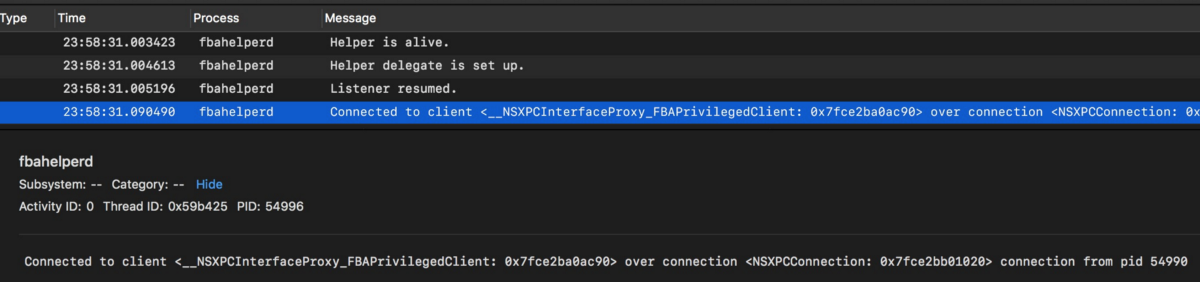 Type Time Process Message
23:58:31.003423 fbahelperd Helper is alive.
23:58:31.004613 fbahelperd Helper delegate is set up.
23:58:31.005196 fbahelperd Listener resumed.
23:58:31.090490 fbahelperd Connected to client <__NSXPCInterfaceProxy_FBAPrivilegedClient: 0x7fce2ba0ac90> over connection <NSXPCConnection: 0x
fbahelperd
Subsystem: -- Category: -- Hide
Activity ID: 0 Thread ID: 0x59b425 PID: 54996
Connected to client <__NSXPCInterfaceProxy_FBAPrivilegedClient: 0x7fce2ba0ac90> over connection <NSXPCConnection: 0x7fce2bb01020> connection from pid 54990